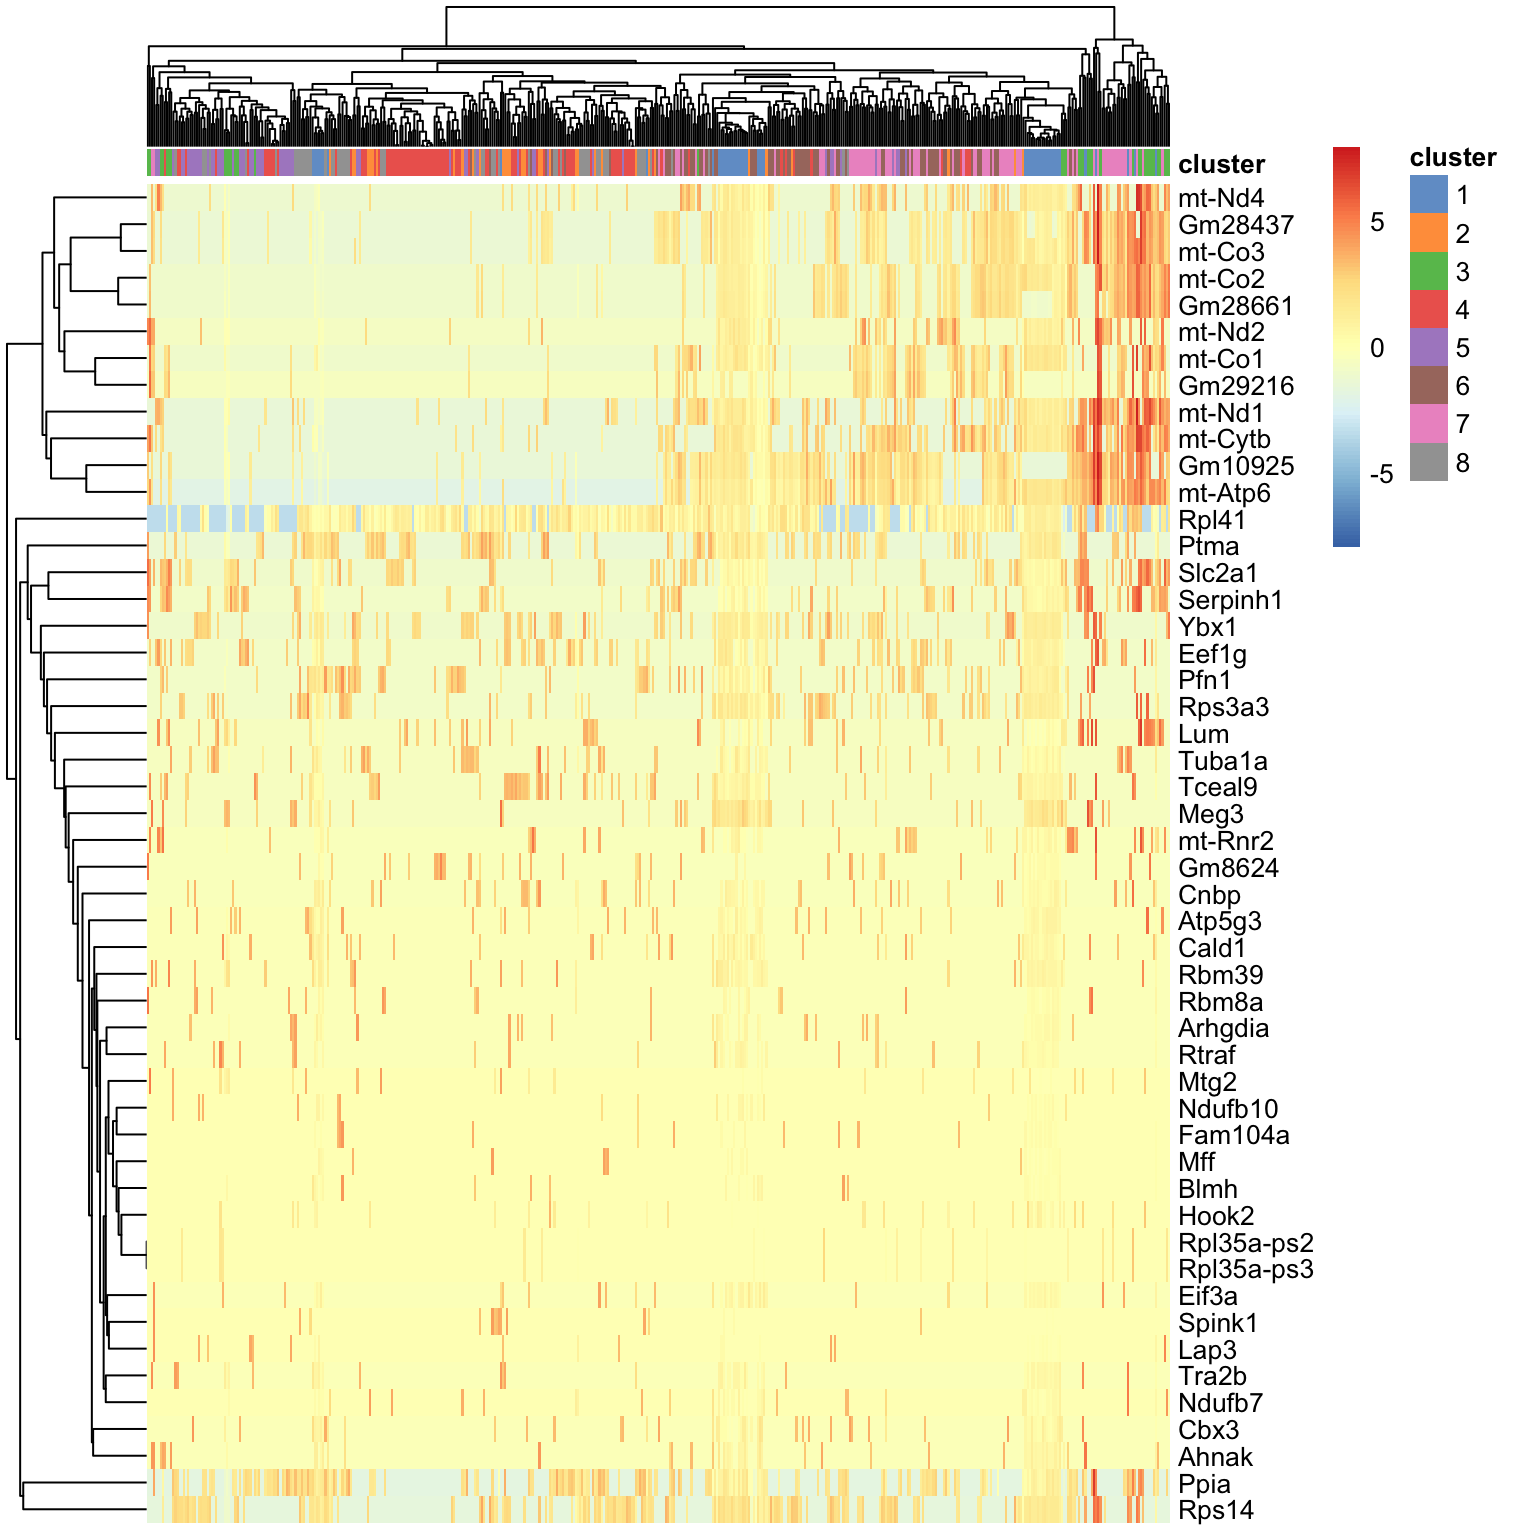 cluster
mt-Nd4
Gm28437
mt-Co3
mt-Co2
Gm28661
mt-Nd2
mt-Co1
Gm29216
mt-Nd1
mt-Cytb
Gm10925
mt-Atp6
Rpl41
Ptma
Slc2a1
Serpinh1
Ybx1
Eef1g
Pfn1
Rps3a3
Lum
Tuba1a
Tceal9
Meg3
mt-Rnr2
Gm8624
Cnbp
Atp5g3
Cald1
Rbm39
Rbm8a
Arhgdia
Rtraf
Mtg2
Ndufb10
Fam104a
Mff
Blmh
Hook2
Rpl35a-ps2
Rpl35a-ps3
Eif3a
Spink1
Lap3
Tra2b
Ndufb7
Cbx3
Ahnak
Ppia
Rps14
5
0
-5
cluster
1
2
3
4
5
6
7
8